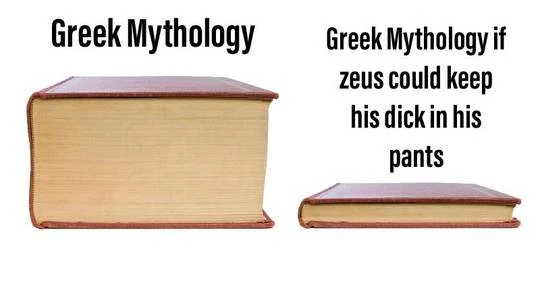 Greek Mythology
Greek Mythology if
zeus could keep
his dick in his
pants